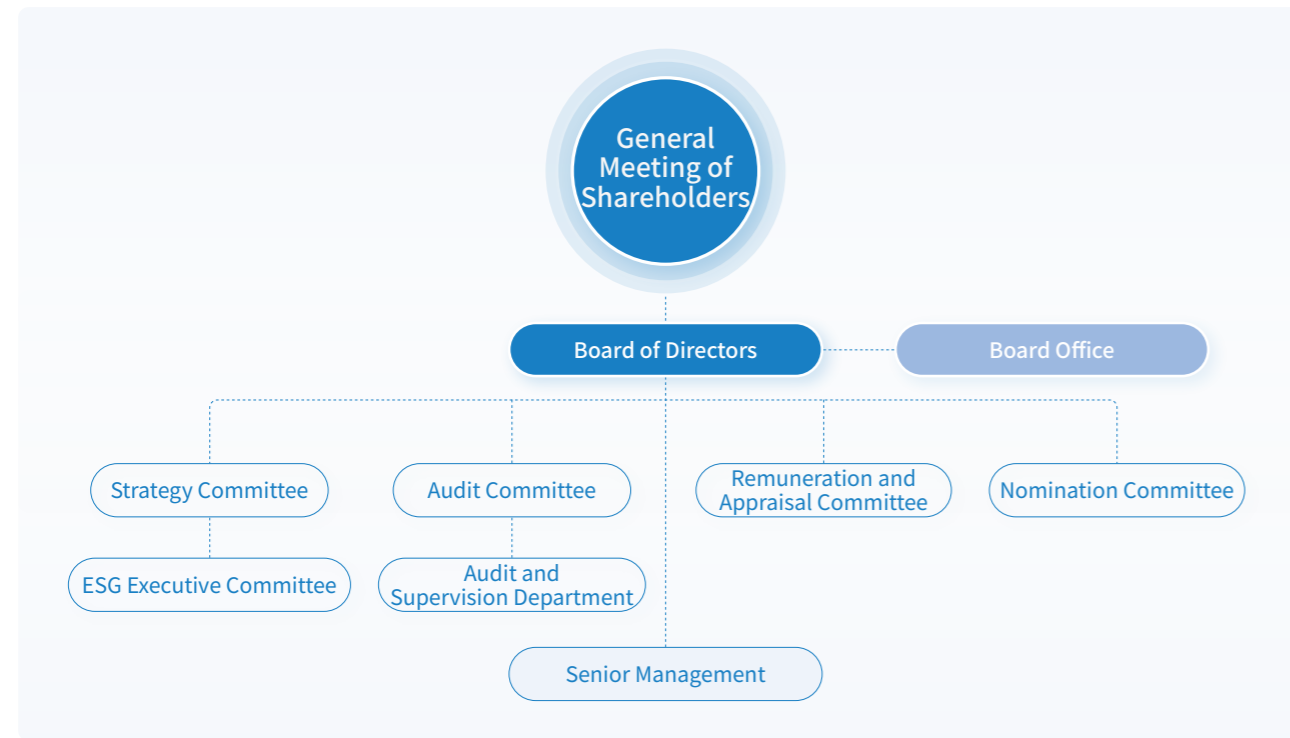 General
Meeting of
Shareholders
Board of Directors
Board Office
Strategy Committee
Audit Committee
Remuneration and
Appraisal Committee
Nomination Committee
ESG Executive Committee
Audit and
Supervision Department
Senior Management